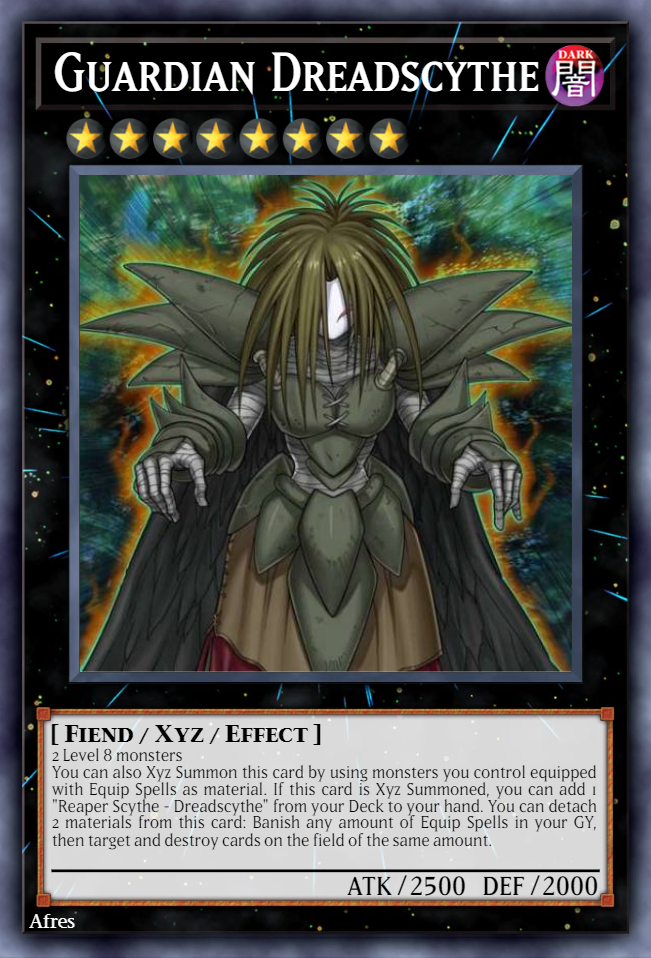 Guardian Dreadscythe
DARK
闇
[ Fiend / Xyz / Effect ]
2 Level 8 monsters
You can also Xyz Summon this card by using monsters you control equipped
with Equip Spells as material. If this card is Xyz Summoned, you can add 1
"Reaper Scythe - Dreadscythe" from your Deck to your hand. You can detach
2 materials from this card: Banish any amount of Equip Spells in your GY,
then target and destroy cards on the field of the same amount.
ATK / 2500 DEF / 2000
Afres